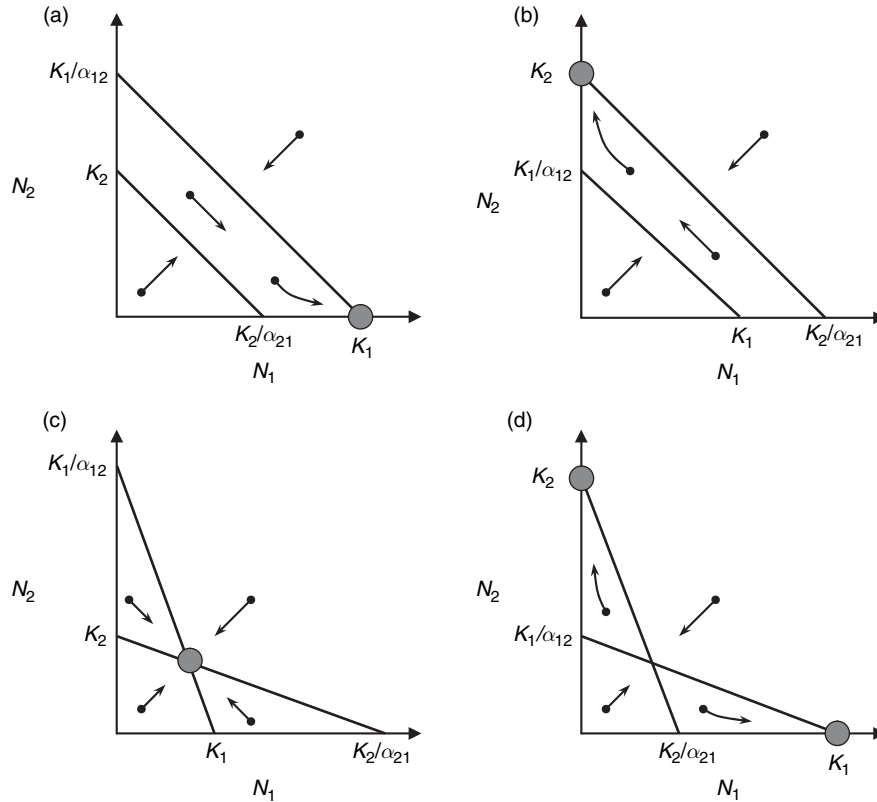 (a)
K₁/α₁₂
K₂
N₂
K₂/α₂₁
K₁
N₁
(b)
K₂
K₁/α₁₂
N₂
K₁
K₂/α₂₁
N₁
(c)
K₁/α₁₂
N₂
K₂
K₁
K₂/α₂₁
N₁
(d)
K₂
N₂
K₁/α₁₂
K₂/α₂₁
K₁
N₁